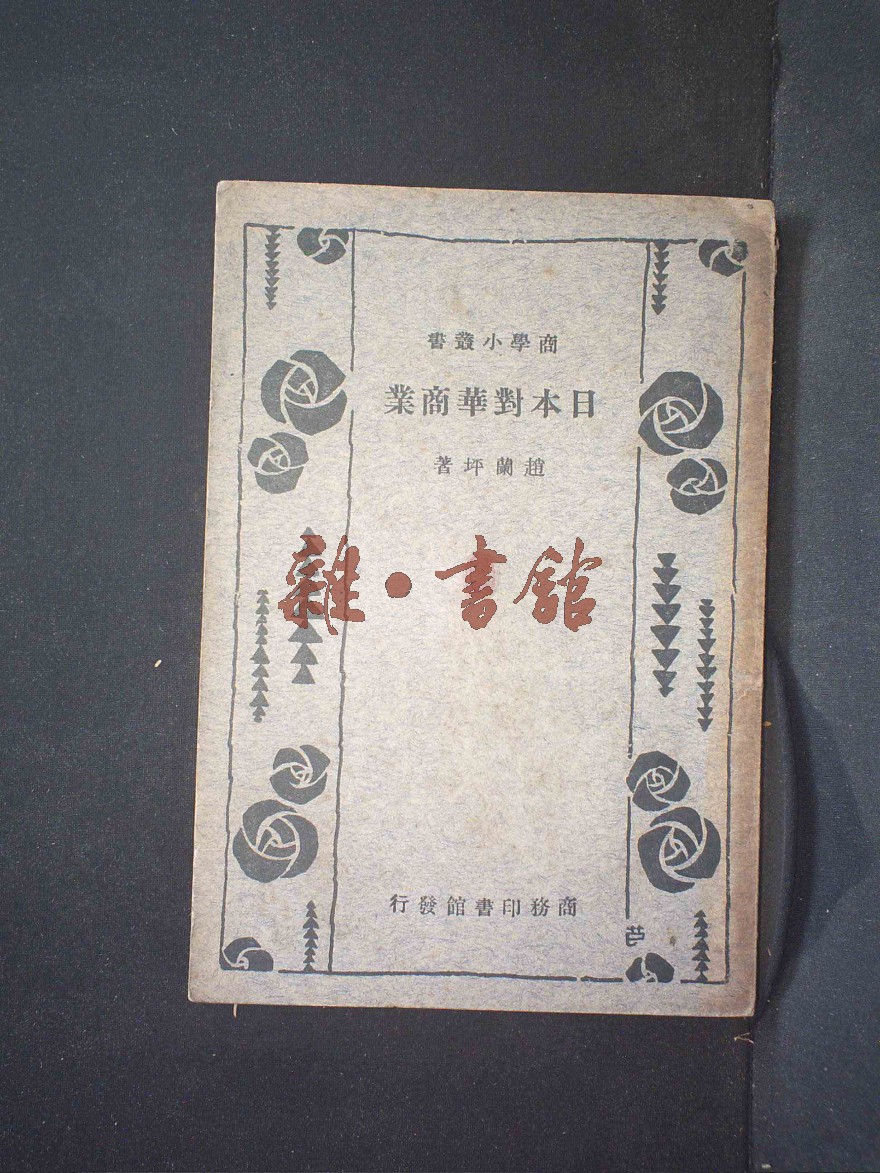 商學小叢書
日本對華商業
趙蘭坪著
雜·書館
商務印書館發行